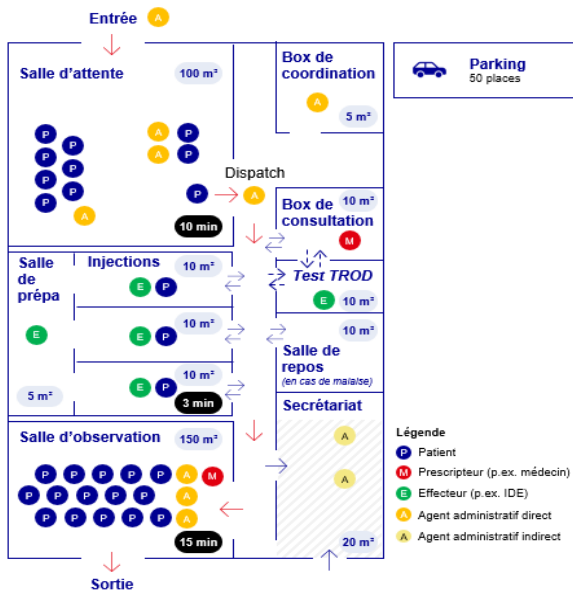 Entrée
A
Salle d'attente
100 m²
P
P
P
P
P
P
P
A
A
P
A
P
P
Dispatch
A
10 min
Box de
coordination
A
5 m²
Parking
50 places
Box de
consultation
10 m²
M
Test TROD
E
10 m²
Salle
de
prépa
E
5 m²
Injections
10 m²
E
P
10 m²
E
P
10 m²
E
P
3 min
10 m²
Salle de
repos
(en cas de malaise)
Secrétariat
A
A
20 m²
Salle d'observation
150 m²
P
P
P
P
P
A
M
P
P
P
P
P
A
P
P
P
P
P
A
15 min
Sortie
Légende
P Patient
M Prescripteur (p.ex. médecin)
E Effecteur (p.ex. IDE)
A Agent administratif direct
A Agent administratif indirect